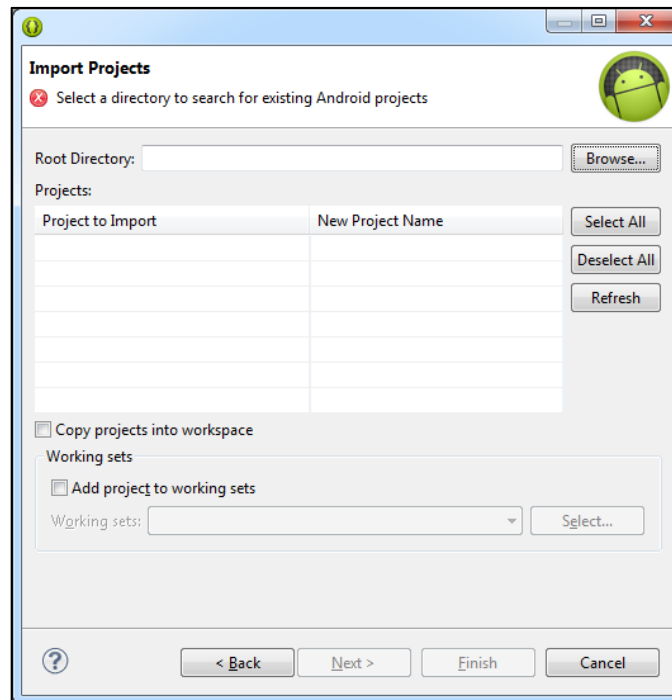 Import Projects
Select a directory to search for existing Android projects
Root Directory:
Browse...
Projects:
Project to Import
New Project Name
Select All
Deselect All
Refresh
Copy projects into workspace
Working sets
Add project to working sets
Working sets:
Select...
?
< Back
Next >
Finish
Cancel